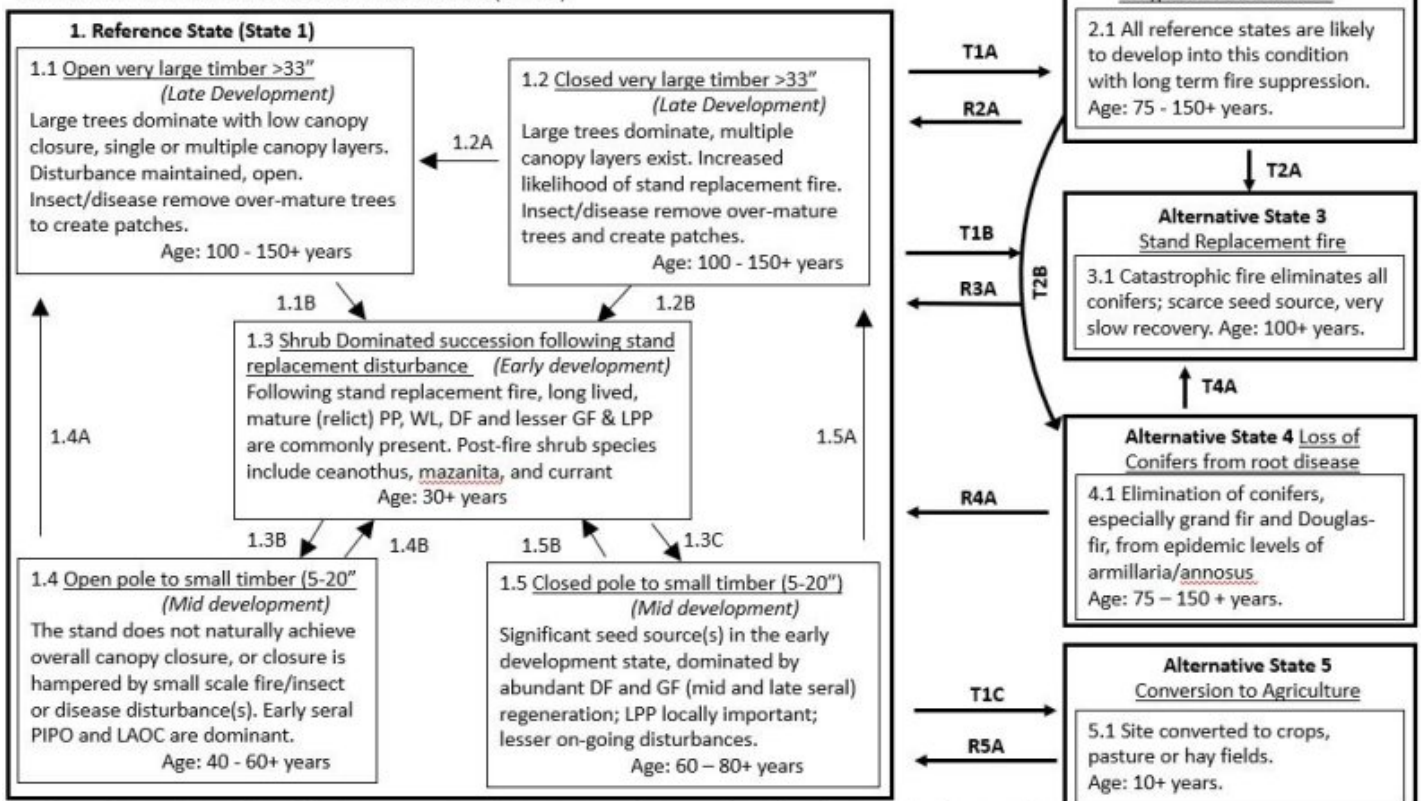 1. Reference State (State 1)
1.1 Open very large timber >33”
(Late Development)
Large trees dominate with low canopy
closure, single or multiple canopy layers.
Disturbance maintained, open.
Insect/disease remove over-mature trees
to create patches.
Age: 100 - 150+ years
1.2A
1.2 Closed very large timber >33”
(Late Development)
Large trees dominate, multiple
canopy layers exist. Increased
likelihood of stand replacement fire.
Insect/disease remove over-mature
trees and create patches.
Age: 100 - 150+ years
1.1B
1.2B
1.3 Shrub Dominated succession following stand
replacement disturbance (Early development)
Following stand replacement fire, long lived,
mature (relict) PP, WL, DF and lesser GF & LPP
are commonly present. Post-fire shrub species
include ceanothus, mazanita, and currant
Age: 30+ years
1.4A
1.5A
1.3B
1.4B
1.5B
1.3C
1.4 Open pole to small timber (5-20”
(Mid development)
The stand does not naturally achieve
overall canopy closure, or closure is
hampered by small scale fire/insect
or disease disturbance(s). Early seral
PIPO and LAOC are dominant.
Age: 40 - 60+ years
1.5 Closed pole to small timber (5-20”)
(Mid development)
Significant seed source(s) in the early
development state, dominated by
abundant DF and GF (mid and late seral)
regeneration; LPP locally important;
lesser on-going disturbances.
Age: 60 – 80+ years
T1A
R2A
T1B
R3A
R4A
T1C
R5A
2.1 All reference states are likely
to develop into this condition
with long term fire suppression.
Age: 75 - 150+ years.
T2A
T2B
Alternative State 3
Stand Replacement fire
3.1 Catastrophic fire eliminates all
conifers; scarce seed source, very
slow recovery. Age: 100+ years.
T4A
Alternative State 4 Loss of
Conifers from root disease
4.1 Elimination of conifers,
especially grand fir and Douglas-
fir, from epidemic levels of
armillaria/annosus
Age: 75 – 150 + years.
Alternative State 5
Conversion to Agriculture
5.1 Site converted to crops,
pasture or hay fields.
Age: 10+ years.